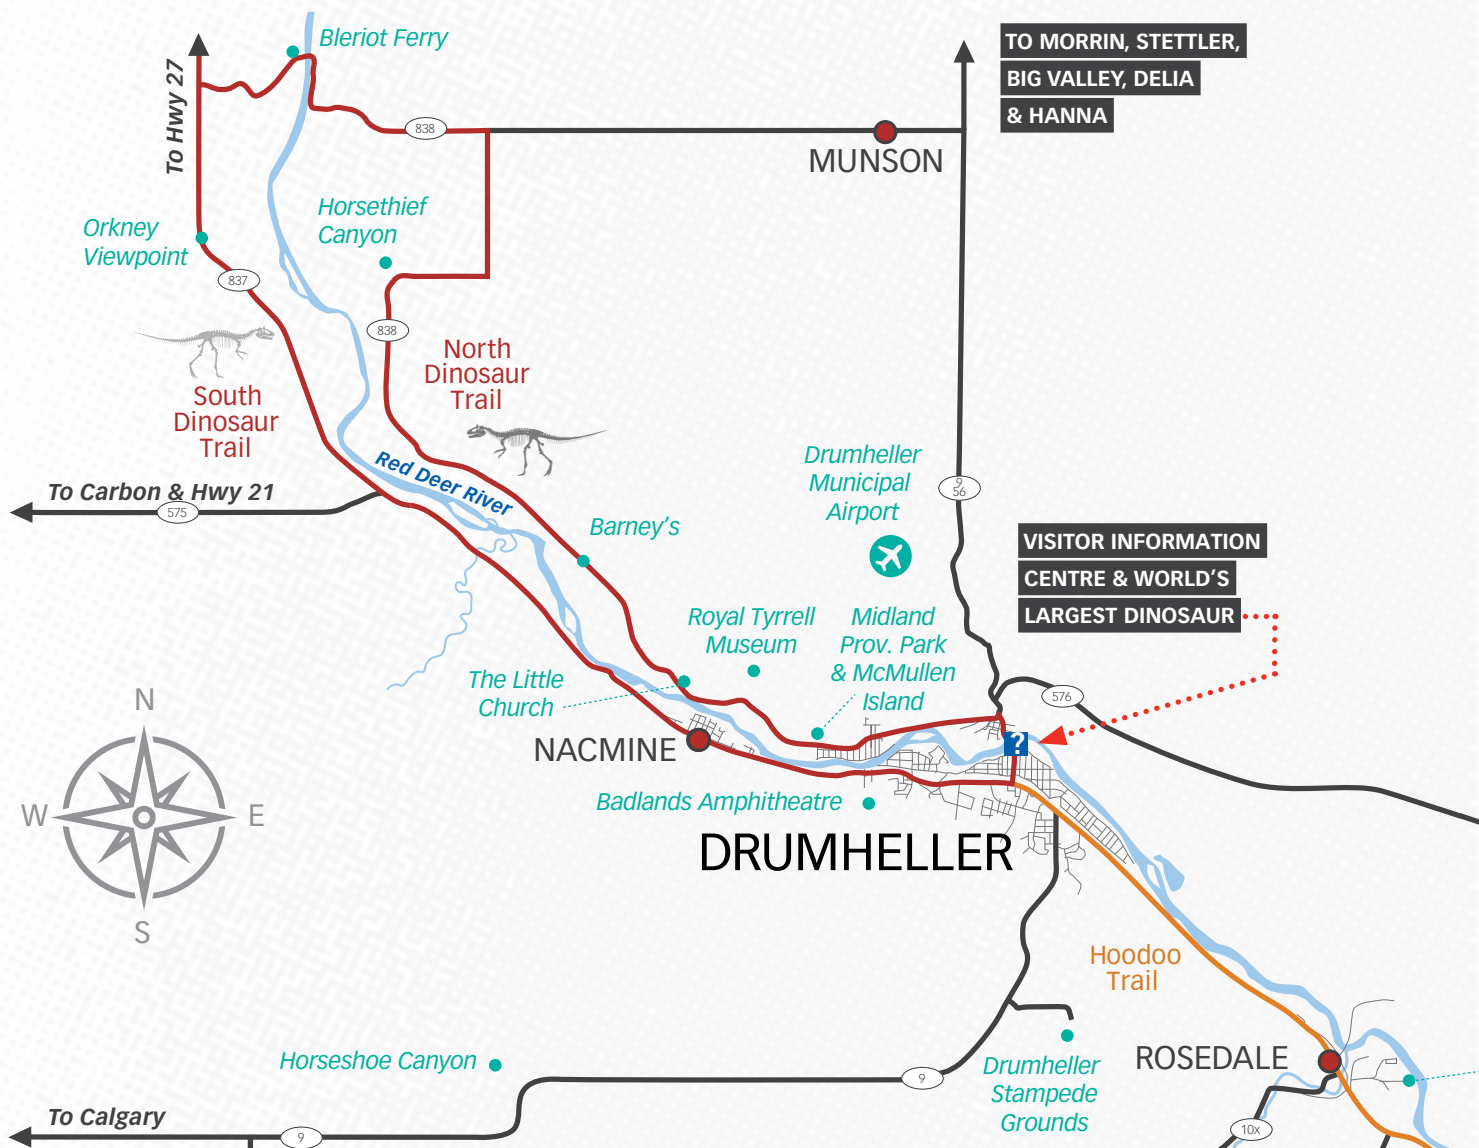 Bleriot Ferry
To Hwy 27
838
TO MORRIN, STETTLER,
BIG VALLEY, DELIA
& HANNA
MUNSON
Orkney
Viewpoint
Horsethief
Canyon
837
838
South
Dinosaur
Trail
North
Dinosaur
Trail
To Carbon & Hwy 21
575
Red Deer River
Drumheller
Municipal
Airport
9
56
Barney's
VISITOR INFORMATION
CENTRE & WORLD'S
LARGEST DINOSAUR
Royal Tyrrell
Museum
Midland
Prov. Park
& McMullen
Island
The Little
Church
576
?
NACMINE
Badlands Amphitheatre
DRUMHELLER
N
W
E
S
Hoodoo
Trail
Horseshoe Canyon
9
Drumheller
Stampede
Grounds
ROSEDALE
To Calgary
9
10x